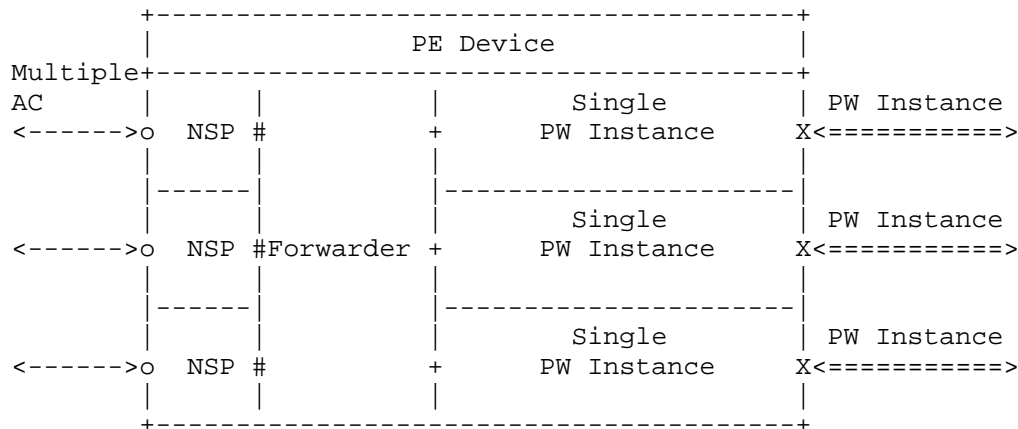 PE Device
Multiple
AC Single PW Instance
NSP PW Instance
Single PW Instance
NSP Forwarder PW Instance
Single PW Instance
NSP PW Instance